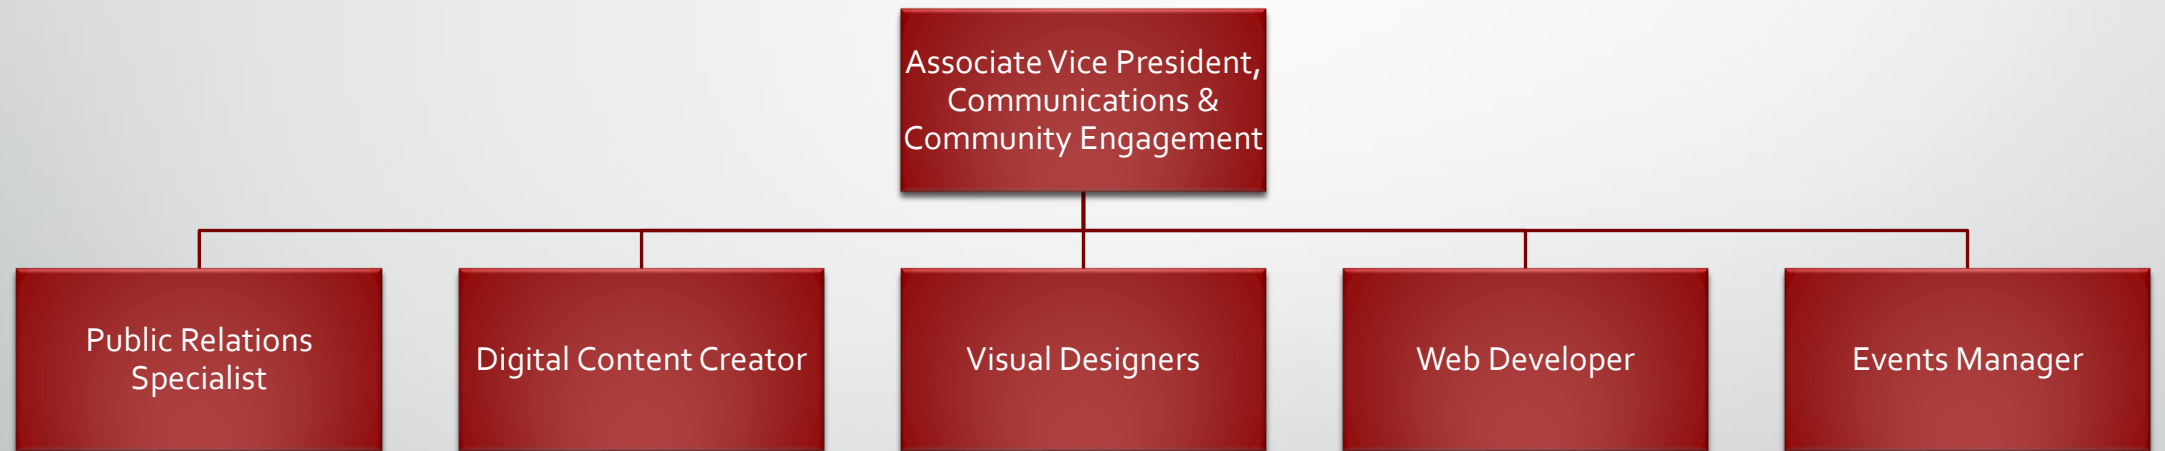 Associate Vice President,
Communications &
Community Engagement
Public Relations
Specialist
Digital Content Creator
Visual Designers
Web Developer
Events Manager